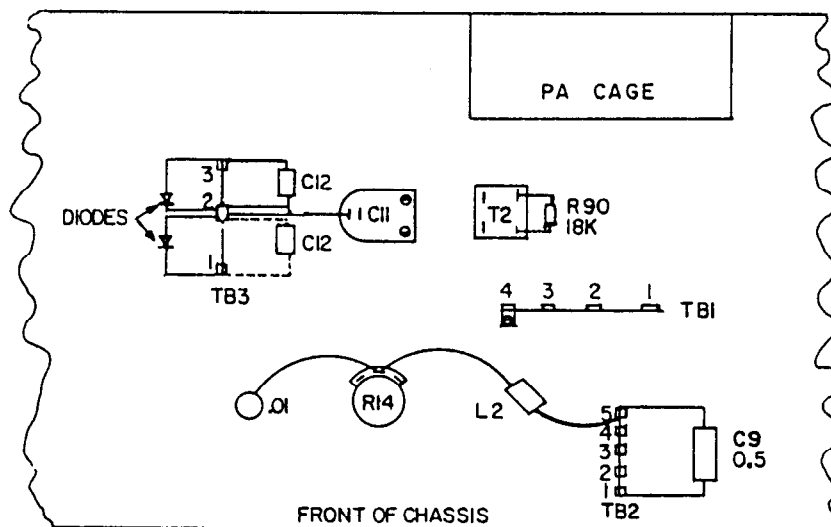 PA CAGE
3
C12
DIODES
2
C11
T2
R90
18K
C12
1
TB3
4 3 2 1
TB1
.01
R14
L2
5
4
3
2
1
C9
0.5
TB2
FRONT OF CHASSIS